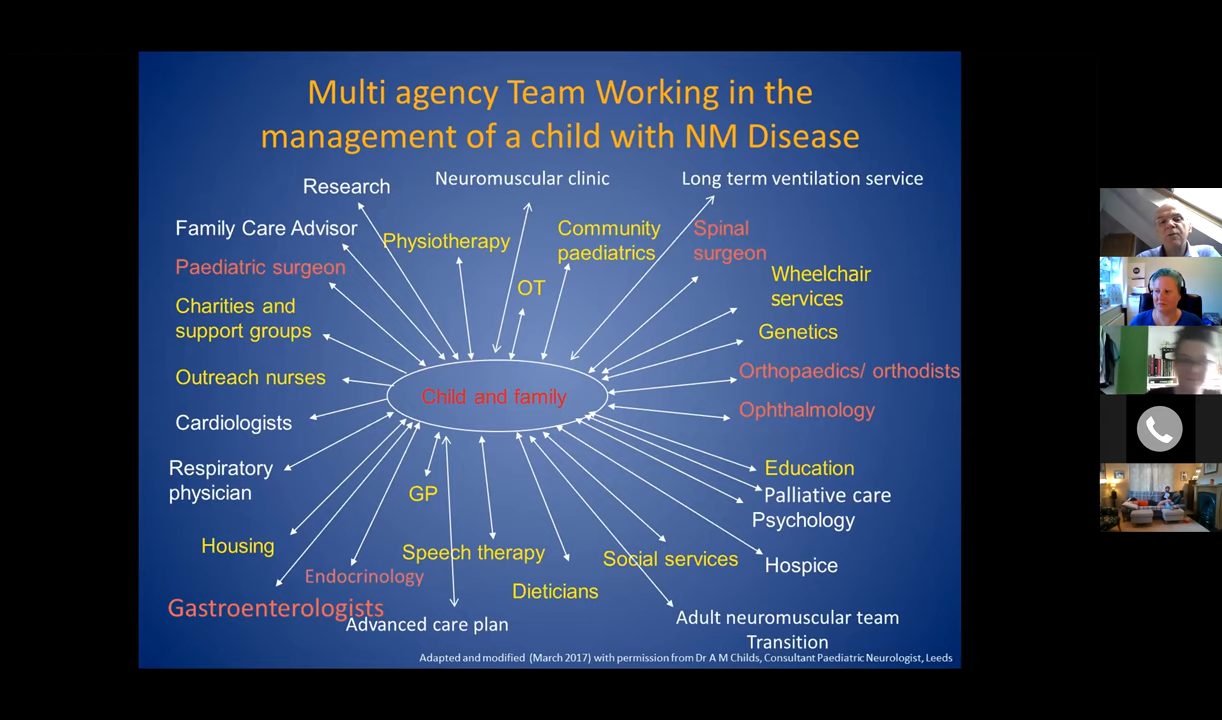 Multi agency Team Working in the
management of a child with NM Disease
Research
Neuromuscular clinic
Long term ventilation service
Family Care Advisor
Physiotherapy
Community
paediatrics
Spinal
surgeon
Paediatric surgeon
OT
Wheelchair
services
Charities and
support groups
Genetics
Outreach nurses
Child and family
Orthopaedics/ orthodists
Cardiologists
Ophthalmology
Respiratory
physician
GP
Education
Palliative care
Psychology
Housing
Speech therapy
Social services
Hospice
Endocrinology
Dieticians
Gastroenterologists
Advanced care plan
Adult neuromuscular team
Transition
Adapted and modified (March 2017) with permission from Dr A M Childs, Consultant Paediatric Neurologist, Leeds